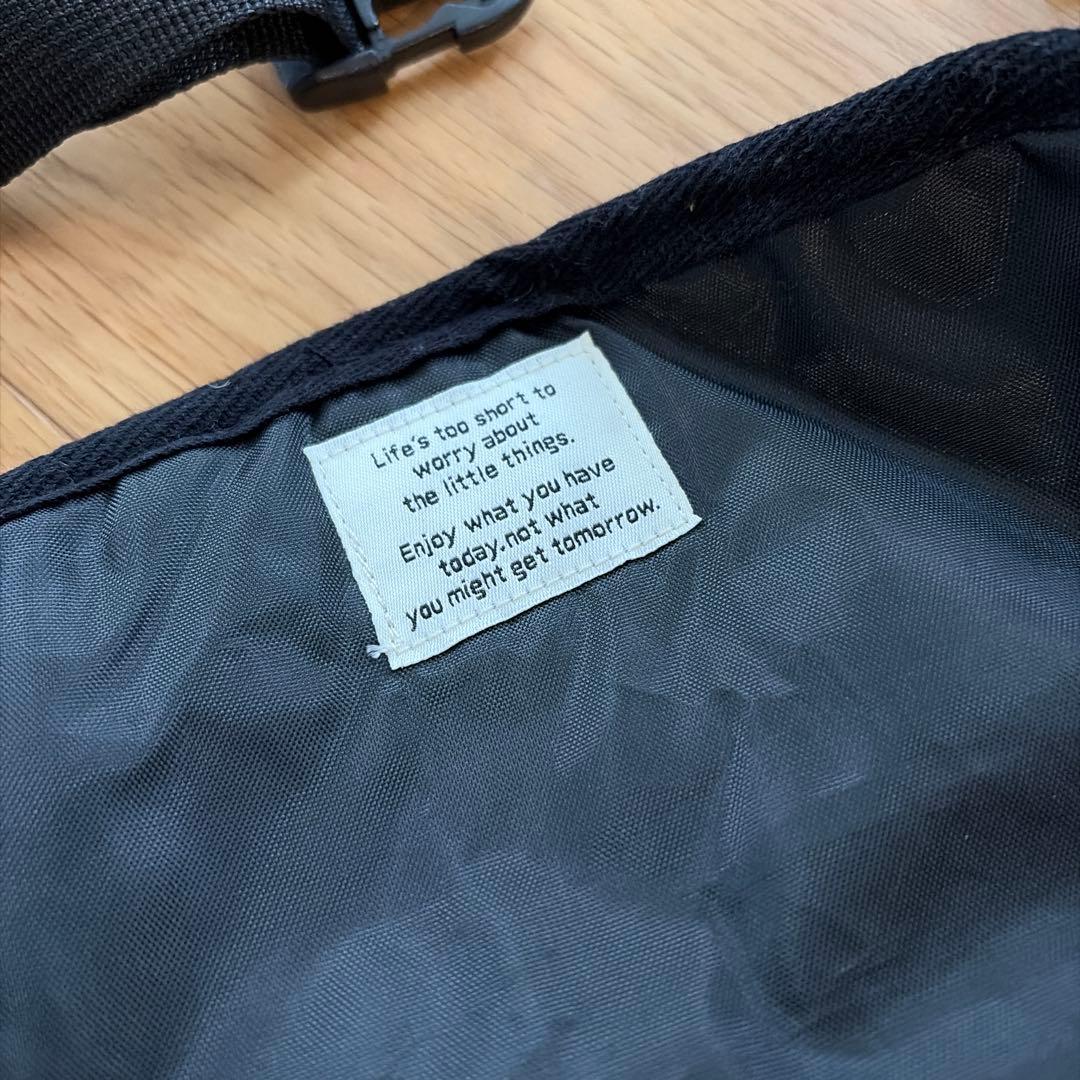 Life's too short to
worry about
the little things.
Enjoy what you have
today.not what
you might get tomorrow.